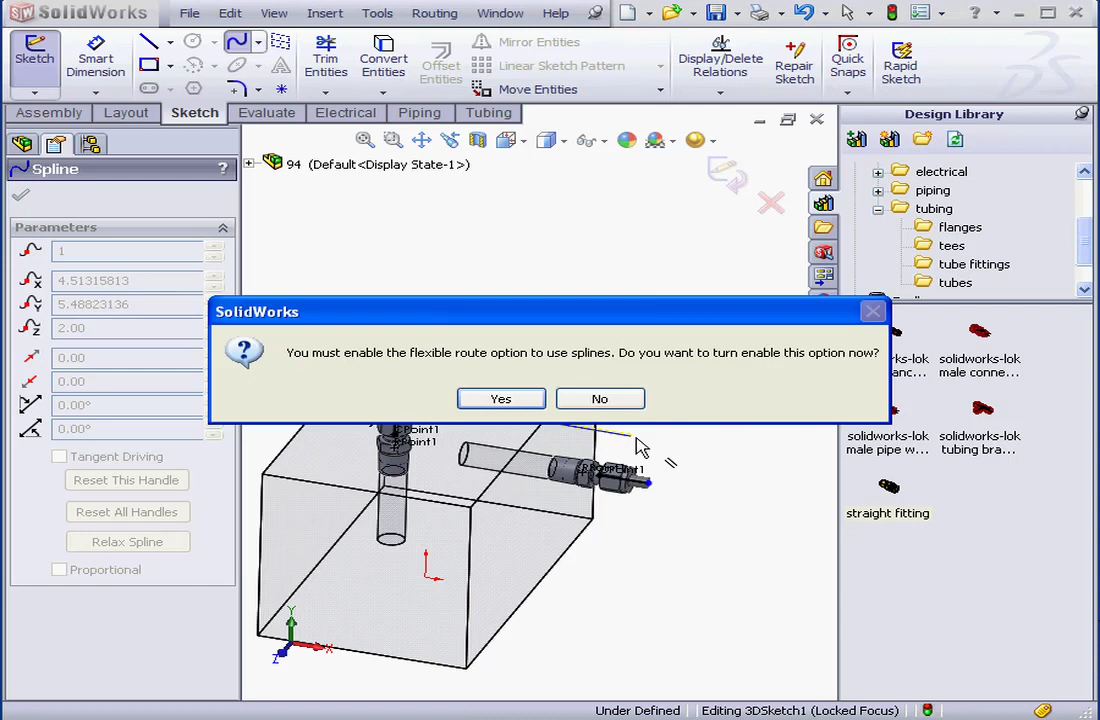 SW SolidWorks File Edit View Insert Tools Routing Window Help
Sketch Smart Dimension Trim Entities Convert Entities Offset Entities Mirror Entities Linear Sketch Pattern Move Entities Display/Delete Relations Repair Sketch Quick Snaps Rapid Sketch
Assembly Layout Sketch Evaluate Electrical Piping Tubing
Design Library
94 (Default<Display State-1>)
Spline ?
Parameters
1
4.51315813
5.48823136
2.00
0.00
0.00
0.00°
0.00°
Tangent Driving
Reset This Handle
Reset All Handles
Relax Spline
Proportional
electrical
piping
tubing
flanges
tees
tube fittings
tubes
SolidWorks
You must enable the flexible route option to use splines. Do you want to turn enable this option now?
Yes No
solidworks-lok
male conne...
solidworks-lok
male pipe w...
solidworks-lok
tubing bra...
straight fitting
Y
X
Z
Under Defined Editing 3DSketch1 (Locked Focus)